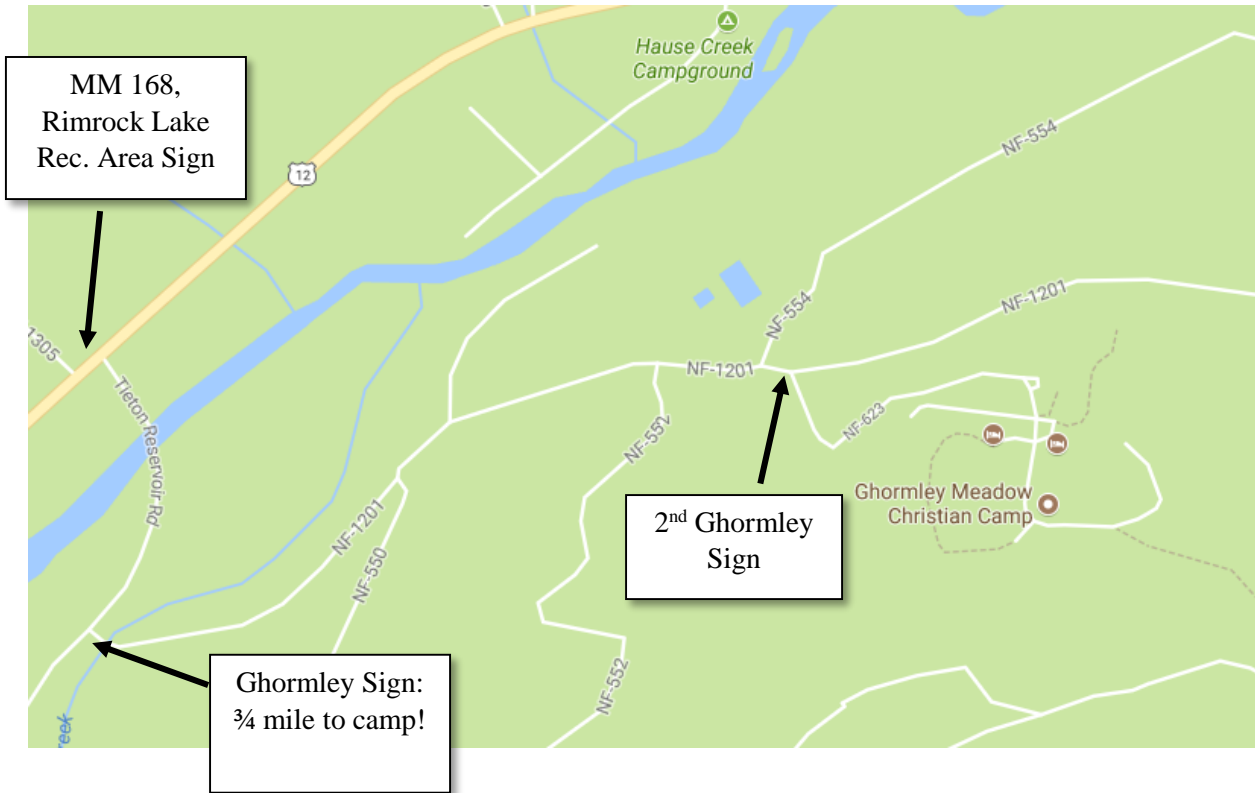 Hause Creek
Campground
MM 168,
Rimrock Lake
Rec. Area Sign
12
NF-554
1305
Tieton Reservoir Rd
NF-554
NF-1201
NF-1201
NF-552
NF-623
Ghormley Meadow
Christian Camp
2nd Ghormley
Sign
NF-1201
NF-550
NF-552
Ghormley Sign:
¾ mile to camp!
reek